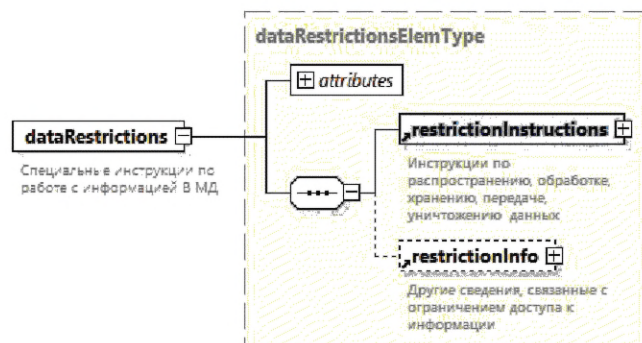 dataRestrictionsElemType
attributes
dataRestrictions
Специальные инструкции по
работе с информацией В МД
restrictionInstructions
Инструкции по
распространению, обработке,
хранению, передаче,
уничтожению данных
restrictionInfo
Другие сведения, связанные с
ограничением доступа к
информации